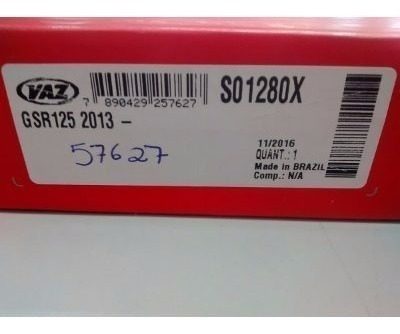 VAZ
7 890429 257627
S01280X
GSR125 2013 -
57627
11/2016
QUANT.: 1
Made in BRAZIL
Comp.: N/A